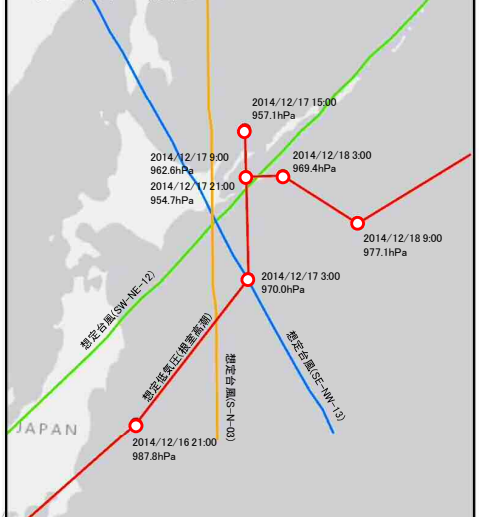 2014/12/17 15:00
957.1hPa
2014/12/17 9:00
962.6hPa
2014/12/17 21:00
954.7hPa
2014/12/18 3:00
969.4hPa
2014/12/18 9:00
977.1hPa
2014/12/17 3:00
970.0hPa
想定台風(SW-NE-12)
想定低気圧(根室高潮)
想定台風(S-N-03)
想定台風(SE-NW-13)
JAPAN
2014/12/16 21:00
987.8hPa